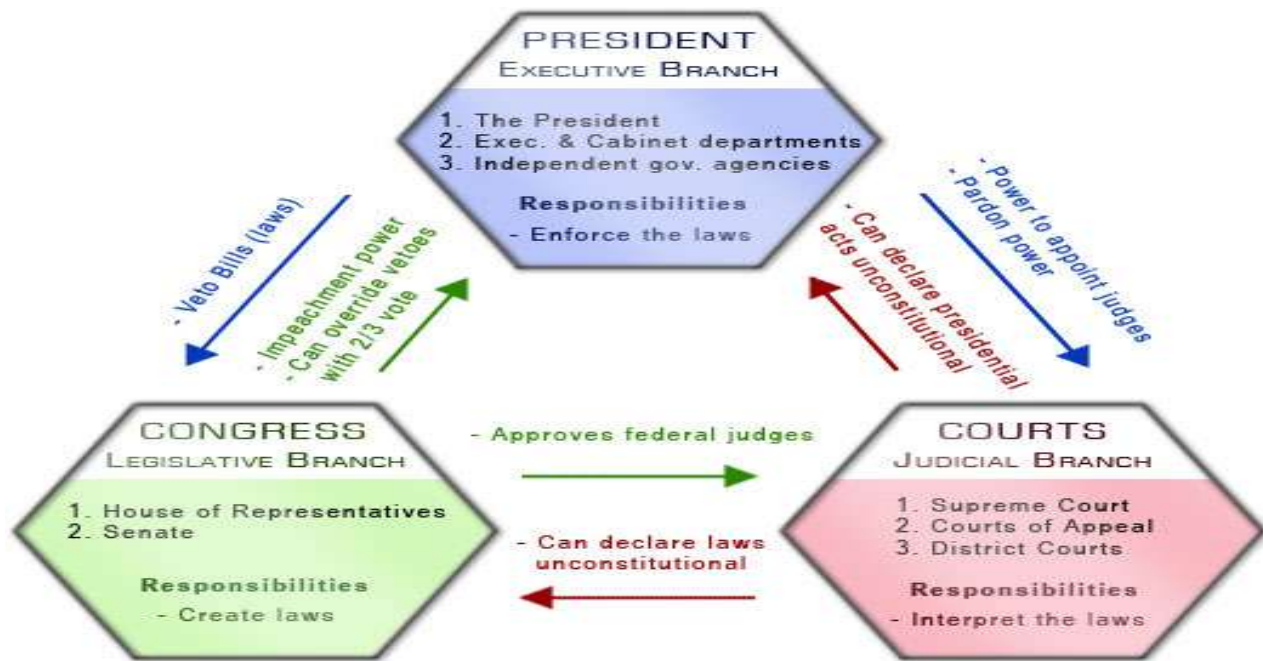 PRESIDENT
EXECUTIVE BRANCH
1. The President
2. Exec. & Cabinet departments
3. Independent gov. agencies
Responsibilities
- Enforce the laws
- Veto Bills (laws)
- Impeachment power
- Can override vetoes
with 2/3 vote
- Can declare presidential
acts unconstitutional
- Power to appoint judges
- Pardon power
CONGRESS
LEGISLATIVE BRANCH
1. House of Representatives
2. Senate
Responsibilities
- Create laws
- Approves federal judges
- Can declare laws
unconstitutional
COURTS
JUDICIAL BRANCH
1. Supreme Court
2. Courts of Appeal
3. District Courts
Responsibilities
- Interpret the laws